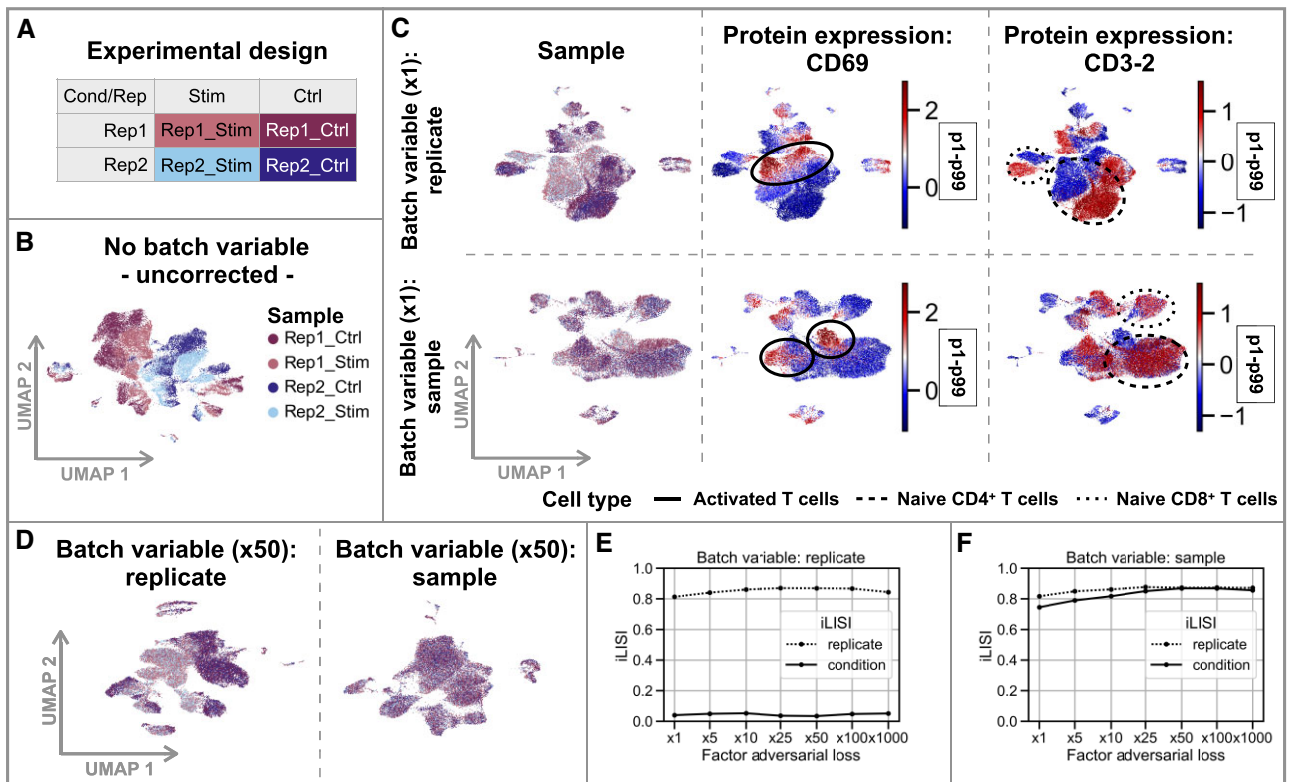 A
Experimental design
Cond/Rep Stim Ctrl
Rep1 Rep1_Stim Rep1_Ctrl
Rep2 Rep2_Stim Rep2_Ctrl
B
No batch variable
- uncorrected -
Sample
Rep1_Ctrl
Rep1_Stim
Rep2_Ctrl
Rep2_Stim
UMAP 2
UMAP 1
C
Sample
Protein expression:
CD69
Protein expression:
CD3-2
Batch variable (x1):
replicate
2
0
p1-p99
1
0
−1
p1-p99
Batch variable (x1):
sample
UMAP 2
UMAP 1
2
0
p1-p99
1
0
−1
p1-p99
Cell type Activated T cells Naive CD4⁺ T cells Naive CD8⁺ T cells
D
Batch variable (x50):
replicate
Batch variable (x50):
sample
UMAP 2
UMAP 1
E
Batch variable: replicate
1.0
0.8
0.6
0.4
0.2
0.0
iLISI
iLISI
replicate
condition
x1 x5 x10 x25 x50 x100 x1000
Factor adversarial loss
F
Batch variable: sample
1.0
0.8
0.6
0.4
0.2
0.0
iLISI
iLISI
replicate
condition
x1 x5 x10 x25 x50 x100 x1000
Factor adversarial loss